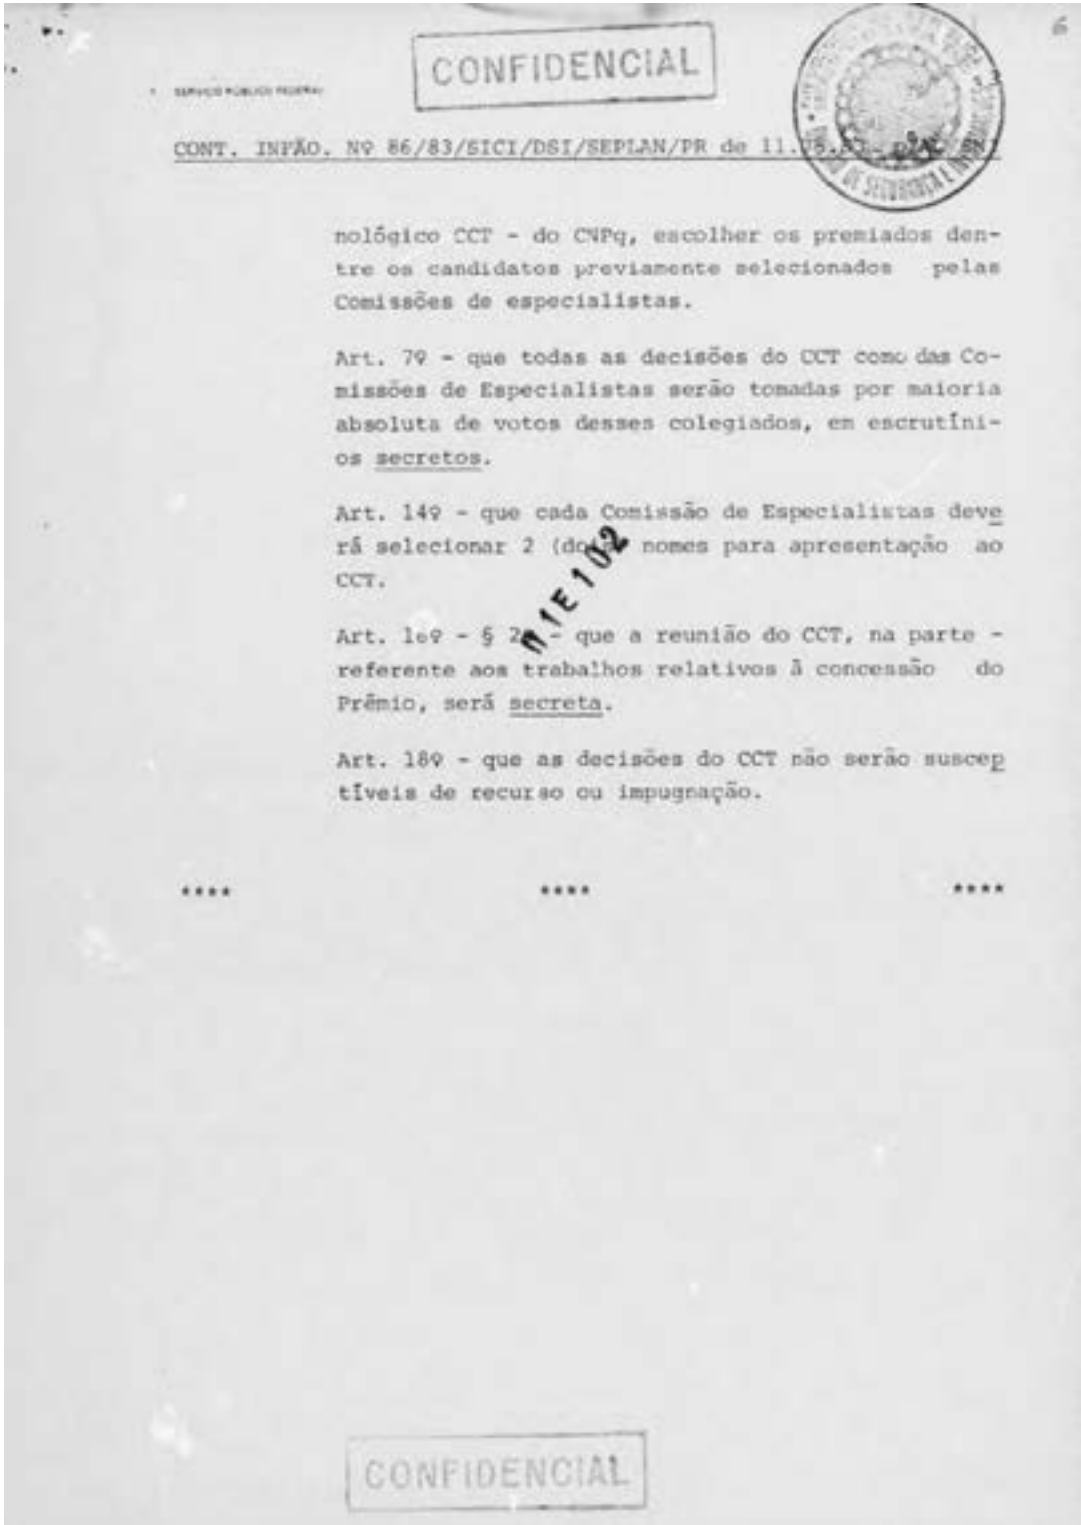 6
CONFIDENCIAL
SERVIÇO PÚBLICO FEDERAL
CONT. INFÃO. Nº 86/83/SICI/DSI/SEPLAN/PR de 11.
DE SEGURANÇA E
nológico CCT - do CNPq, escolher os premiados den-
tre os candidatos previamente selecionados pelas
Comissões de especialistas.
Art. 7º - que todas as decisões do CCT como das Co-
missões de Especialistas serão tomadas por maioria
absoluta de votos desses colegiados, em escrutíni-
os secretos.
Art. 14º - que cada Comissão de Especialistas deve
rá selecionar 2 nomes para apresentação ao
CCT.
Art. 16º - § 2º - que a reunião do CCT, na parte -
referente aos trabalhos relativos à concessão do
Prêmio, será secreta.
Art. 18º - que as decisões do CCT não serão suscep
tíveis de recurso ou impugnação.
**** **** ****
CONFIDENCIAL